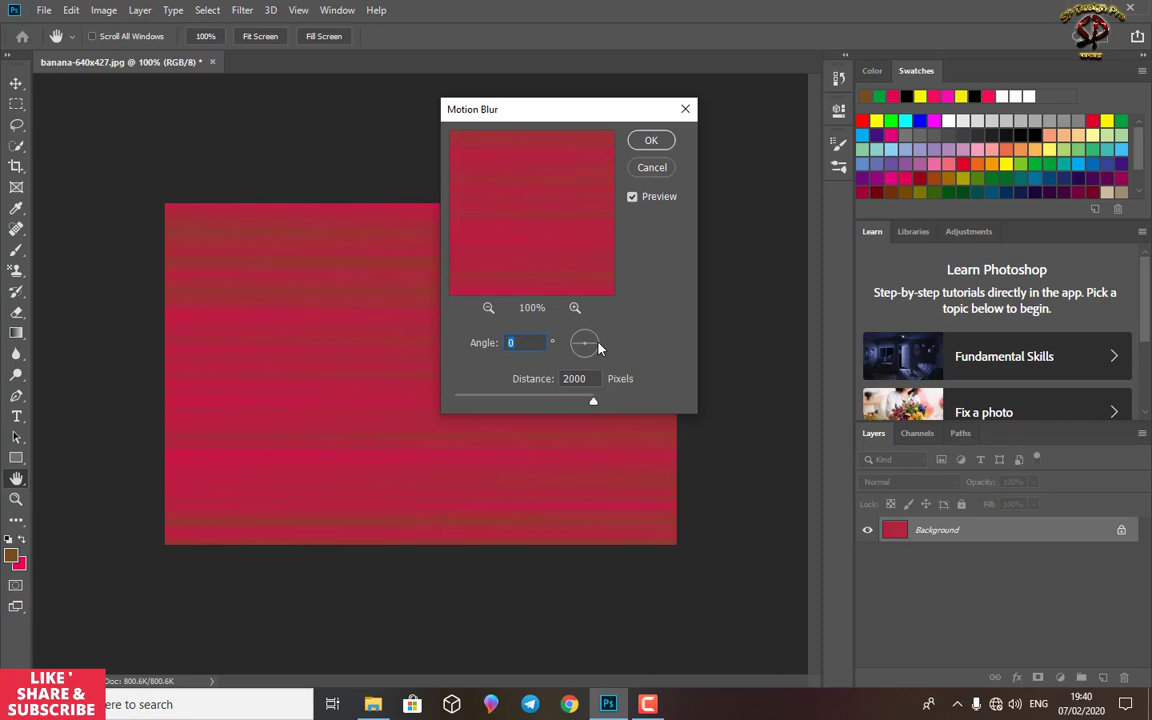 Ps File Edit Image Layer Type Select Filter 3D View Window Help
Scroll All Windows 100% Fit Screen Fill Screen
banana-640x427.jpg @ 100% (RGB/8) *
Motion Blur
OK
Cancel
Preview
100%
Angle: 0 °
Distance: 2000 Pixels
Color Swatches
Learn Libraries Adjustments
Learn Photoshop
Step-by-step tutorials directly in the app. Pick a
topic below to begin.
Fundamental Skills
Fix a photo
Layers Channels Paths
Kind
Normal Opacity: 100%
Lock: Fill: 100%
Background
Doc: 800.6K/800.6K
LIKE '
SHARE &
SUBSCRIBE
here to search
Ps
ENG
19:40
07/02/2020